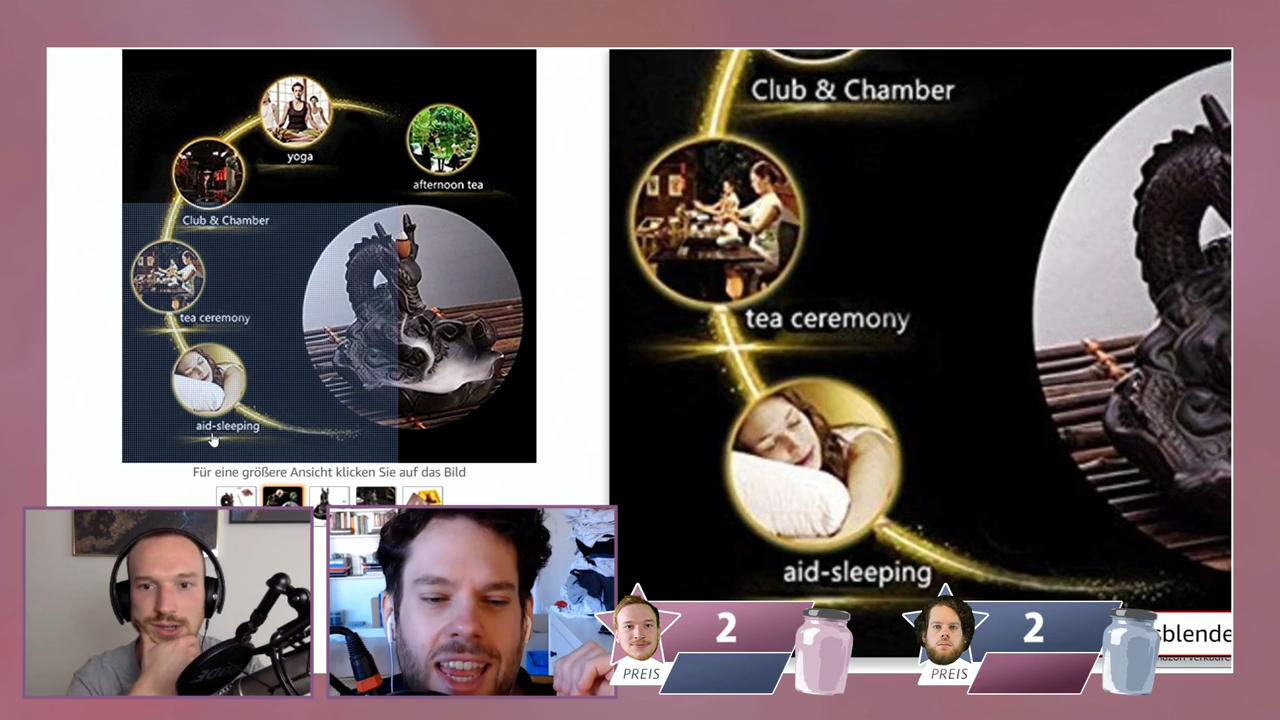 yoga
afternoon tea
Club & Chamber
tea ceremony
aid-sleeping
Für eine größere Ansicht klicken Sie auf das Bild
Club & Chamber
tea ceremony
aid-sleeping
2
PREIS
2
PREIS
sblende